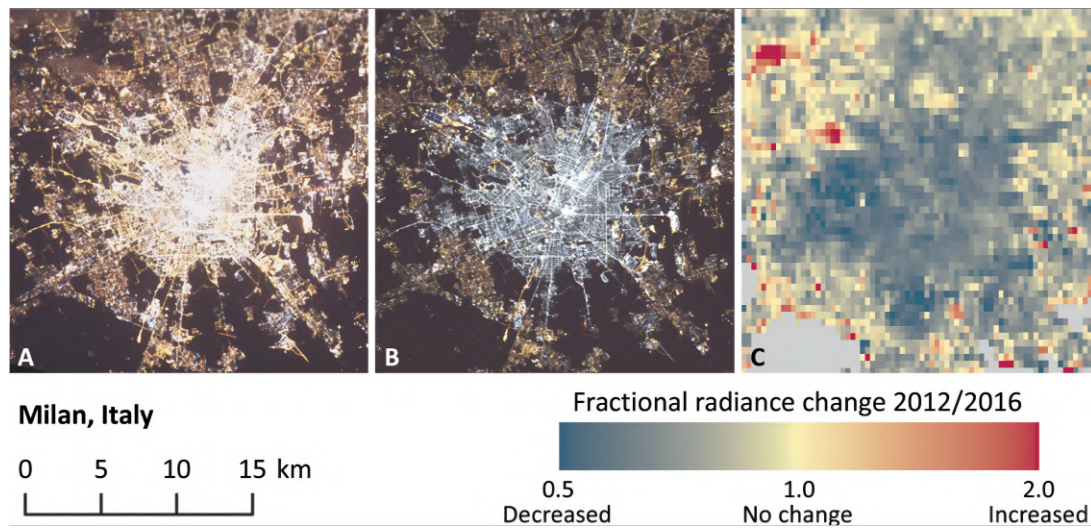 A
B
C
Milan, Italy
0 5 10 15 km
Fractional radiance change 2012/2016
0.5 1.0 2.0
Decreased No change Increased